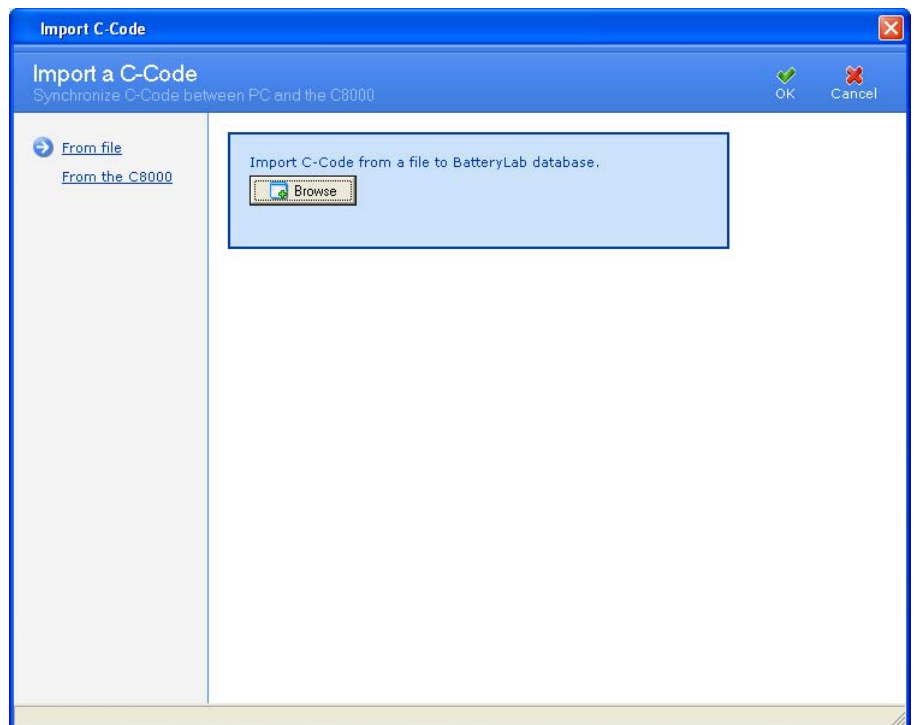 Import C-Code
Import a C-Code
Synchronize C-Code between PC and the C8000
OK
Cancel
From file
From the C8000
Import C-Code from a file to BatteryLab database.
Browse